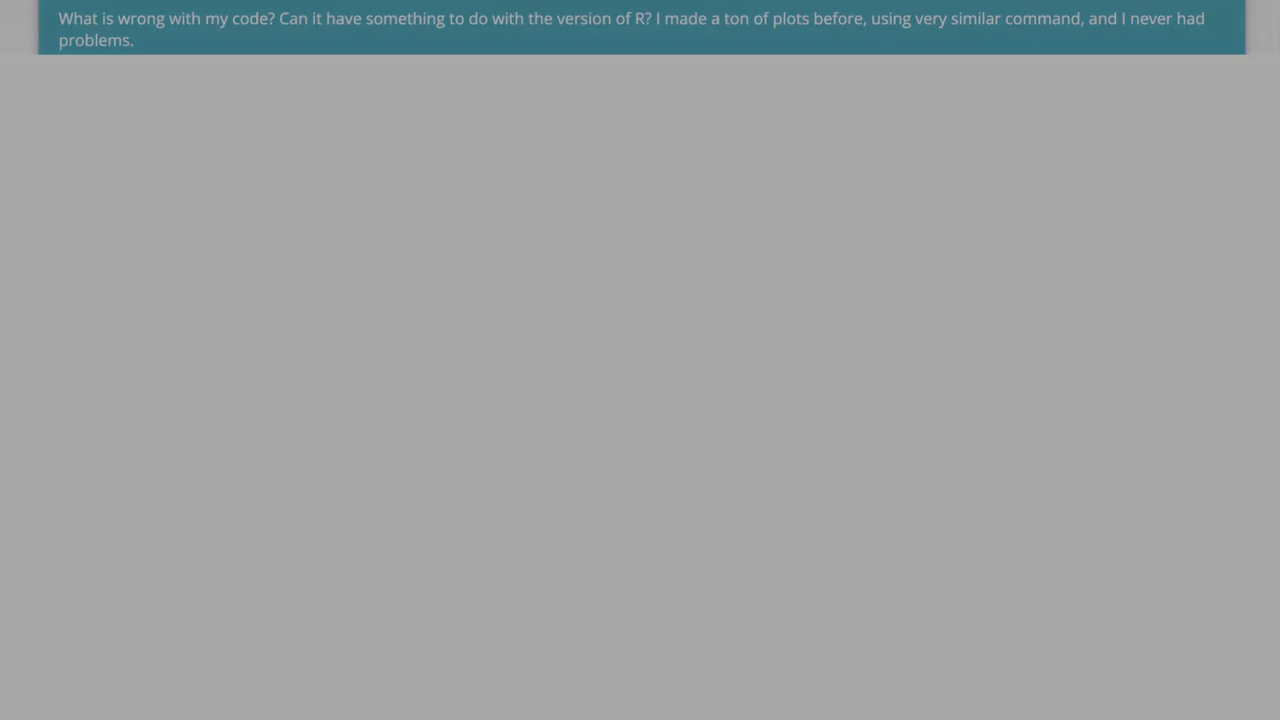 What is wrong with my code? Can it have something to do with the version of R? I made a ton of plots before, using very similar command, and I never had
problems.